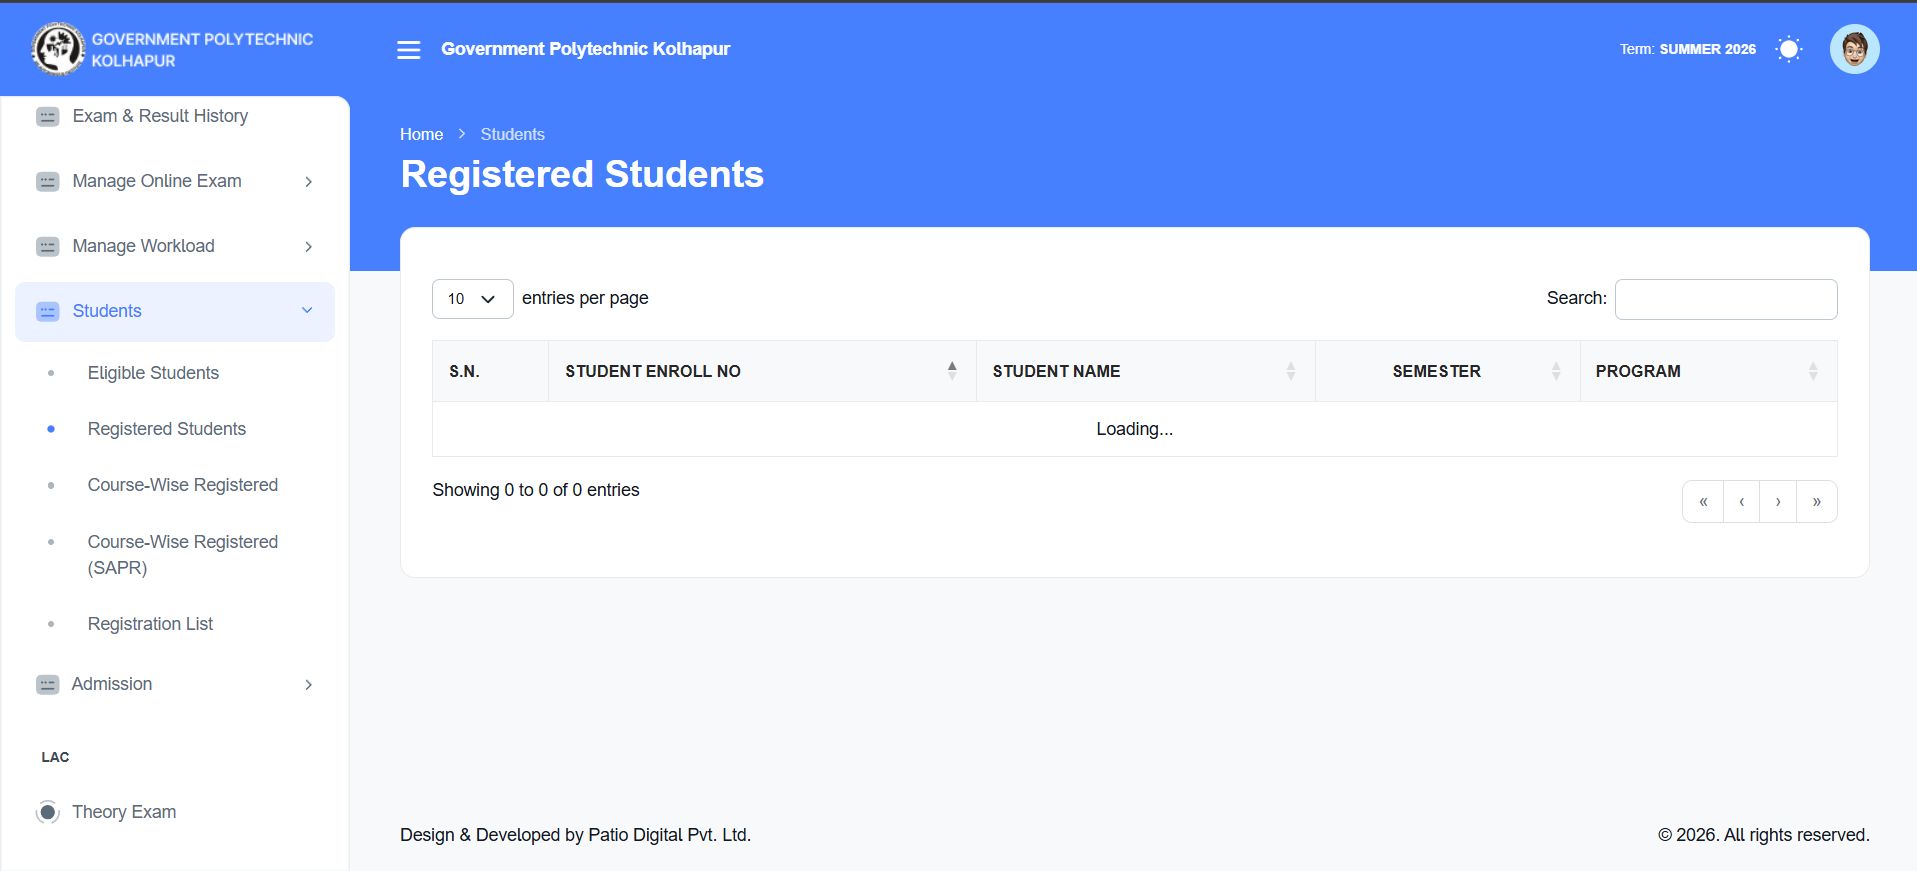 GOVERNMENT POLYTECHNIC
KOLHAPUR
Government Polytechnic Kolhapur
Term: SUMMER 2026
Exam & Result History
Manage Online Exam
Manage Workload
Students
Eligible Students
Registered Students
Course-Wise Registered
Course-Wise Registered
(SAPR)
Registration List
Admission
LAC
Theory Exam
Home > Students
Registered Students
10 entries per page
Search:
S.N. STUDENT ENROLL NO STUDENT NAME SEMESTER PROGRAM
Loading...
Showing 0 to 0 of 0 entries
« ‹ › »
Design & Developed by Patio Digital Pvt. Ltd.
© 2026. All rights reserved.